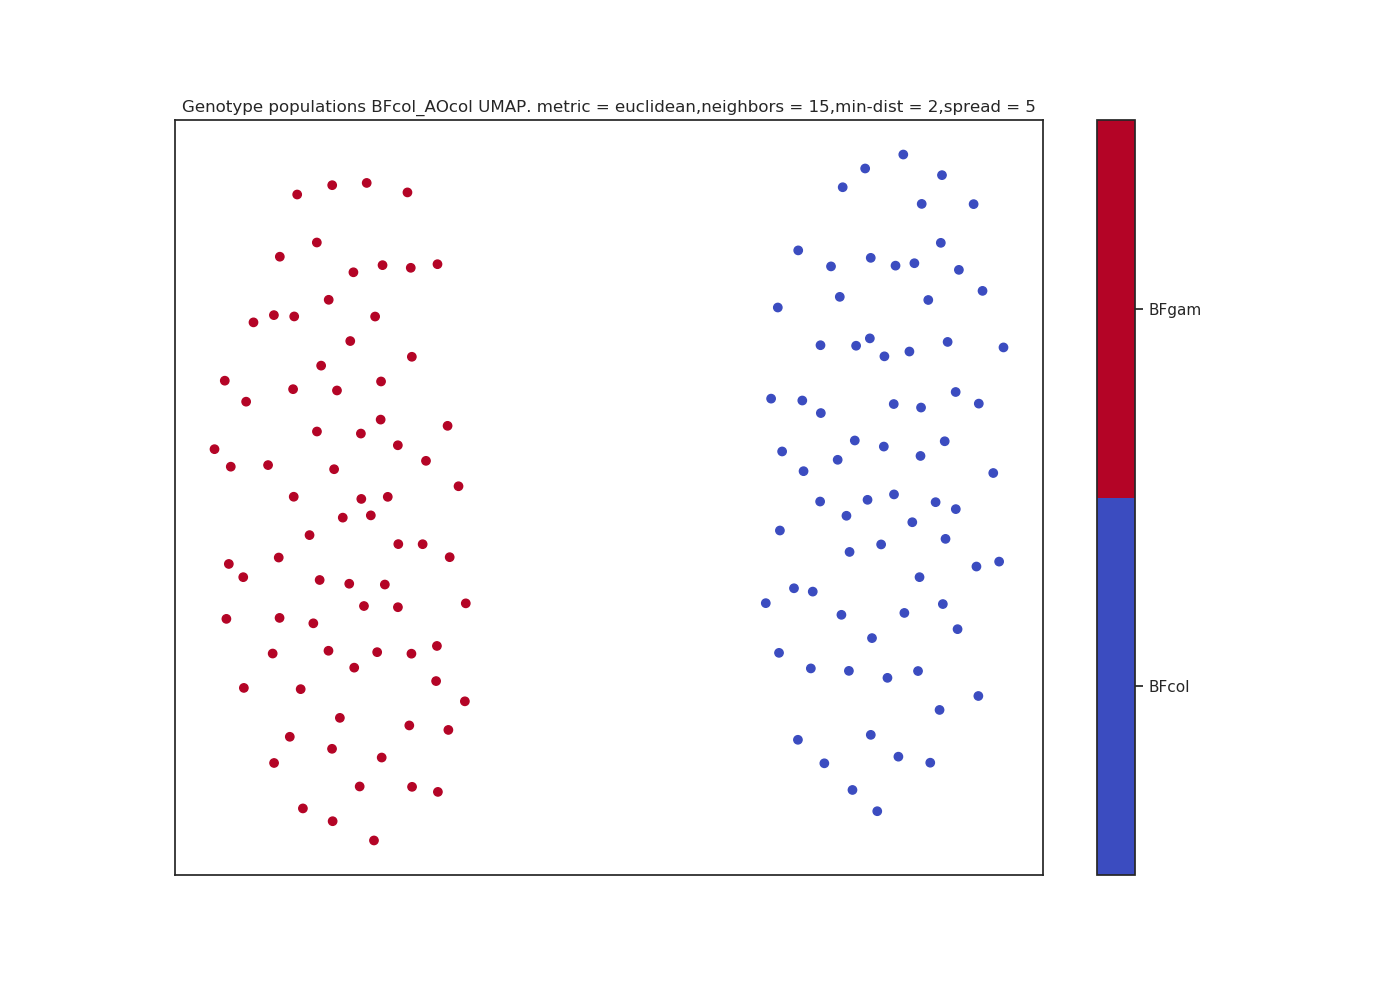 Genotype populations BFcol_AOcol UMAP. metric = euclidean,neighbors = 15,min-dist = 2,spread = 5
BFgam
BFcol